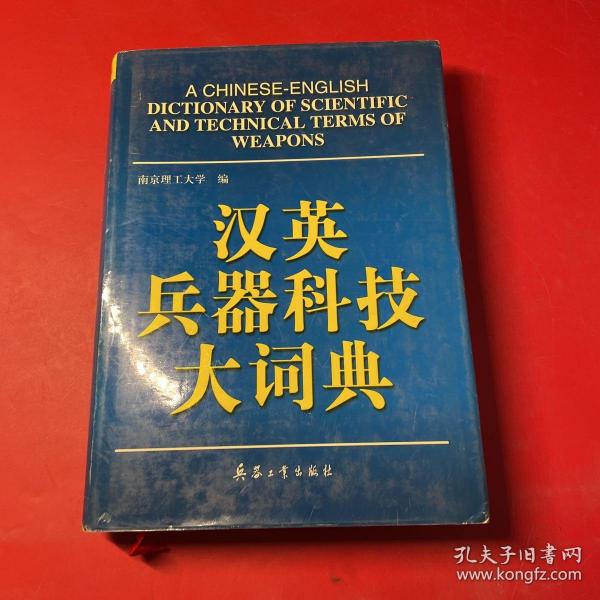 A CHINESE-ENGLISH
DICTIONARY OF SCIENTIFIC
AND TECHNICAL TERMS OF
WEAPONS
南京理工大学 编
汉英
兵器科技
大词典
兵器工业出版社
孔夫子旧书网
www.kongfz.com